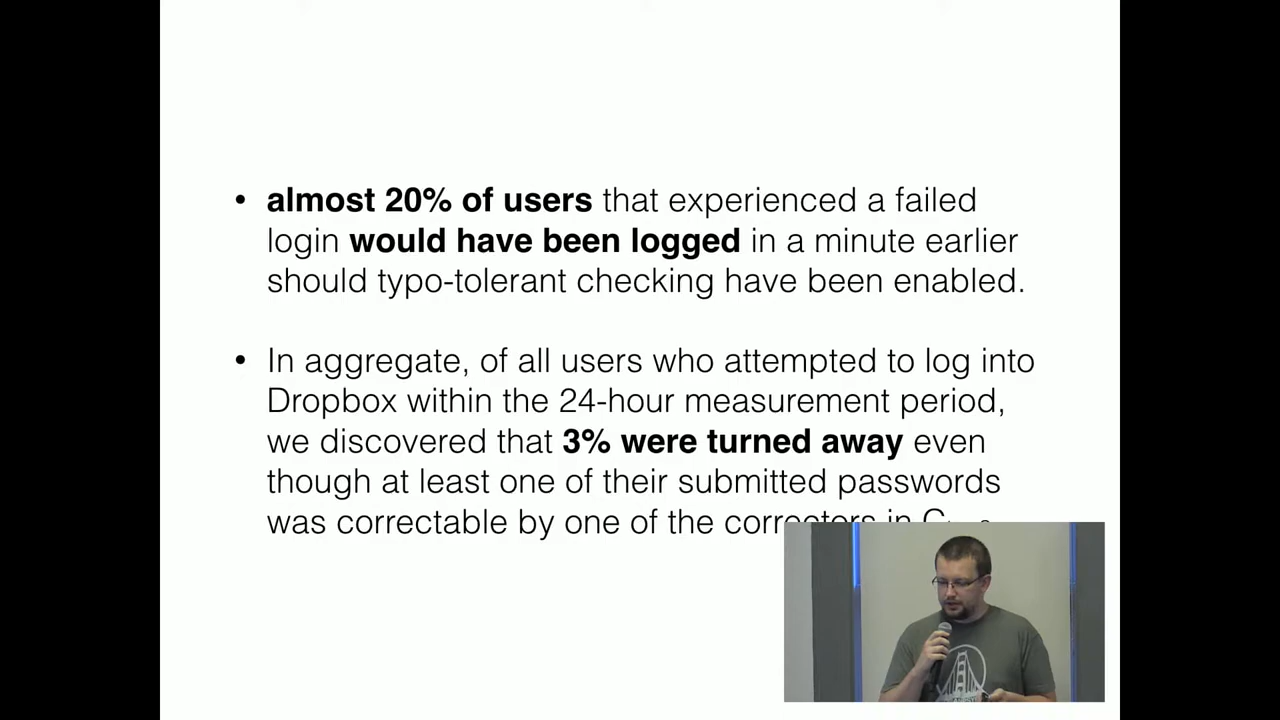 • almost 20% of users that experienced a failed
login would have been logged in a minute earlier
should typo-tolerant checking have been enabled.
• In aggregate, of all users who attempted to log into
Dropbox within the 24-hour measurement period,
we discovered that 3% were turned away even
though at least one of their submitted passwords
was correctable by one of the correctors in